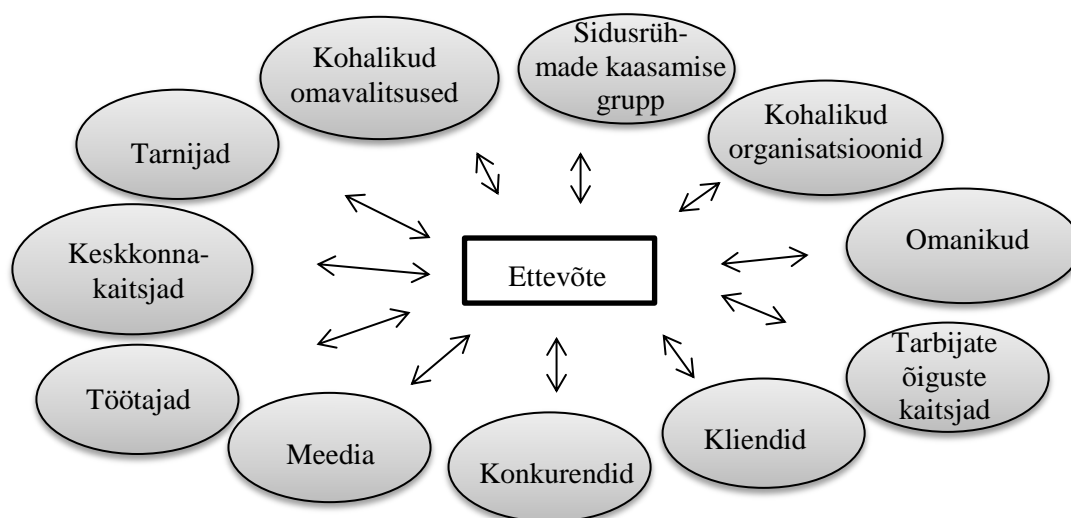 Kohalikud
omavalitsused
Sidusrüh-
made kaasamise
grupp
Kohalikud
organisatsioonid
Tarnijad
Omanikud
Keskkonna-
kaitsjad
Ettevõte
Tarbijate
õiguste
kaitsjad
Töötajad
Meedia
Konkurendid
Kliendid